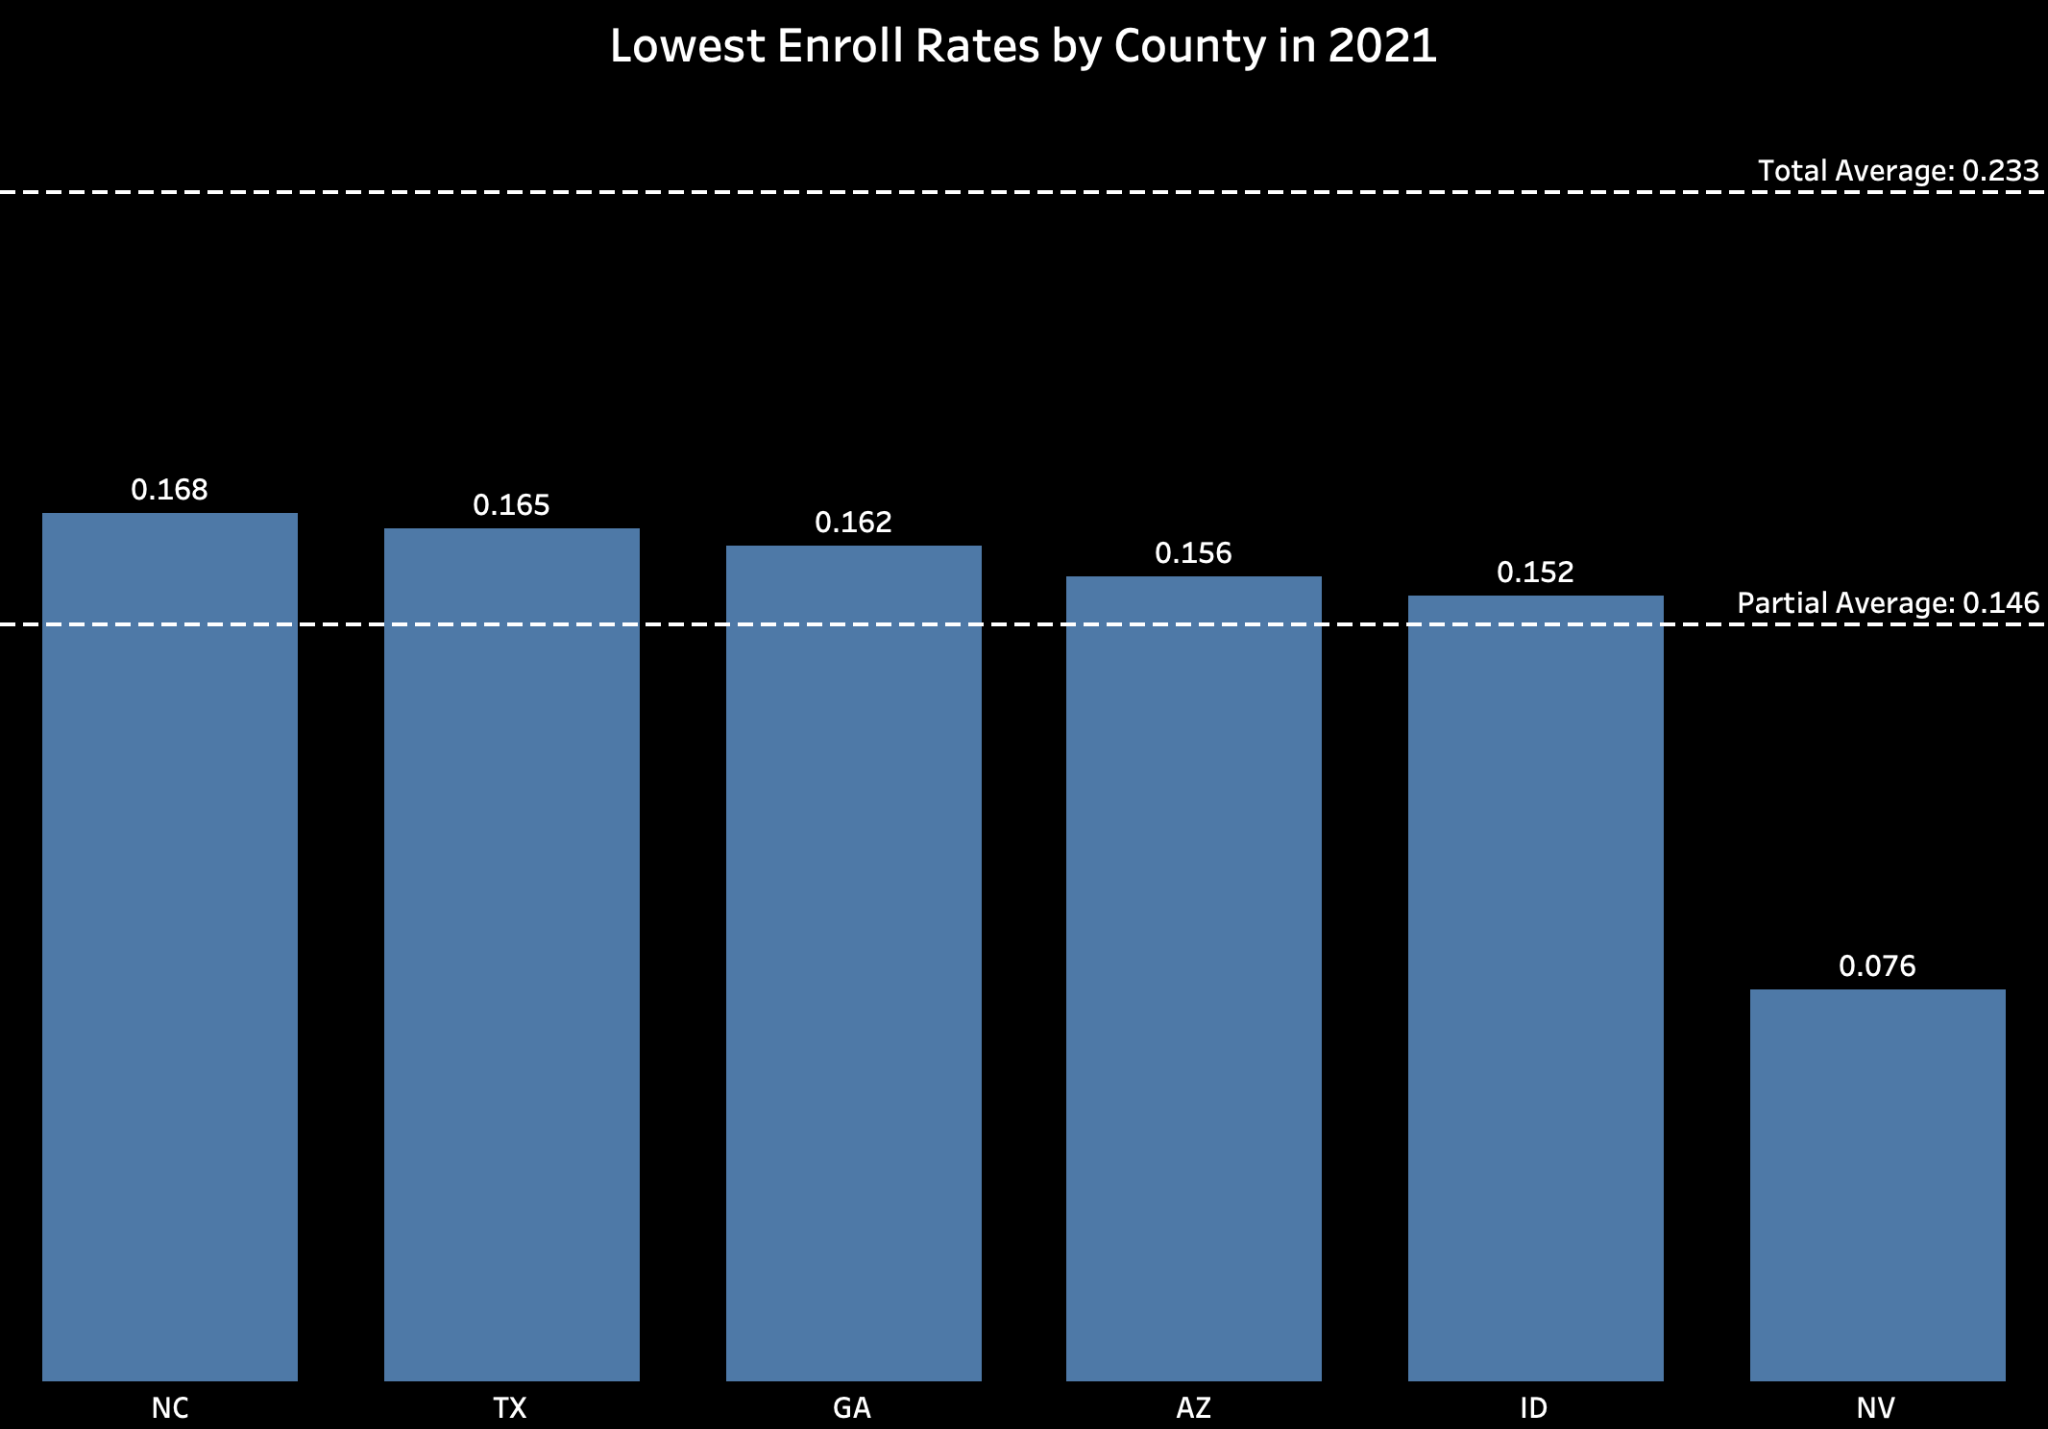 Lowest Enroll Rates by County in 2021
Total Average: 0.233
0.168
0.165
0.162
0.156
0.152
Partial Average: 0.146
0.076
NC
TX
GA
AZ
ID
NV